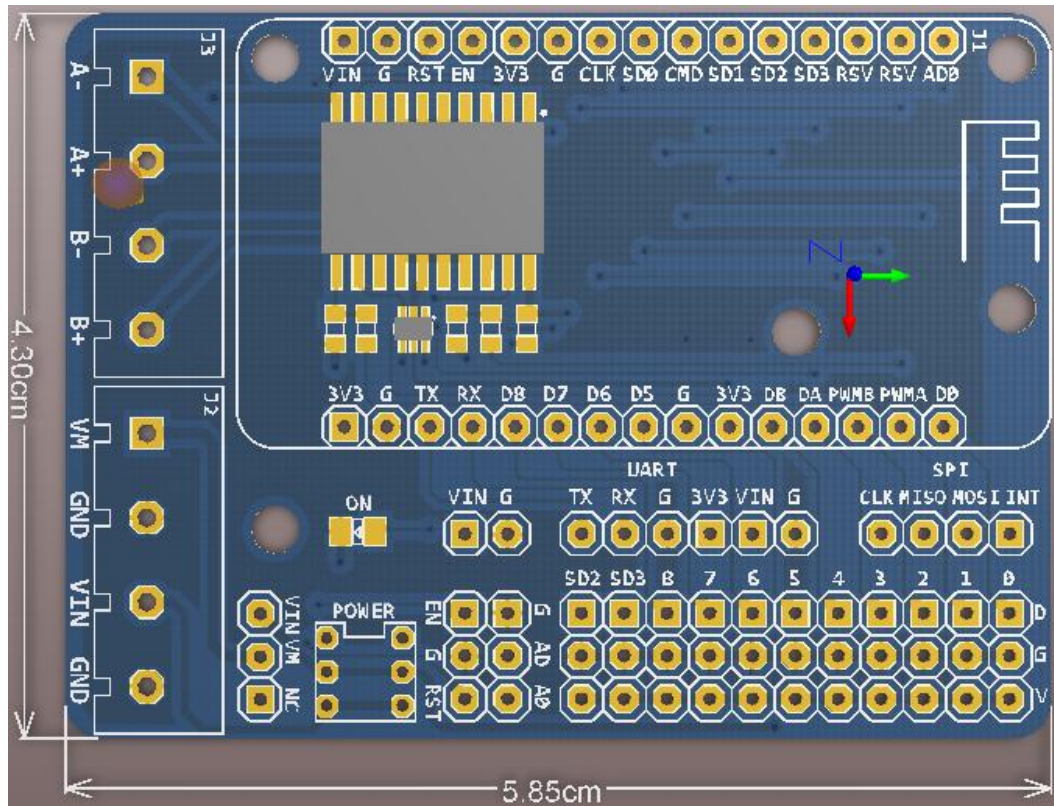 J3
J1
VIN G RST EN 3V3 G CLK SD0 CMD SD1 SD2 SD3 RSV RSV AD0
A-
A+
B-
B+
Z
4.30cm
3V3 G TX RX D8 D7 D6 D5 G 3V3 DB DA PWMB PWMA D0
J2
VM
GND
VIN
GND
UART SPI
ON
VIN G
TX RX G 3V3 VIN G
CLK MISO MOSI INT
SD2 SD3 8 7 6 5 4 3 2 1 0
VIN
VM
NC
POWER
EN
G
RST
G
AD
A0
D
G
V
5.85cm